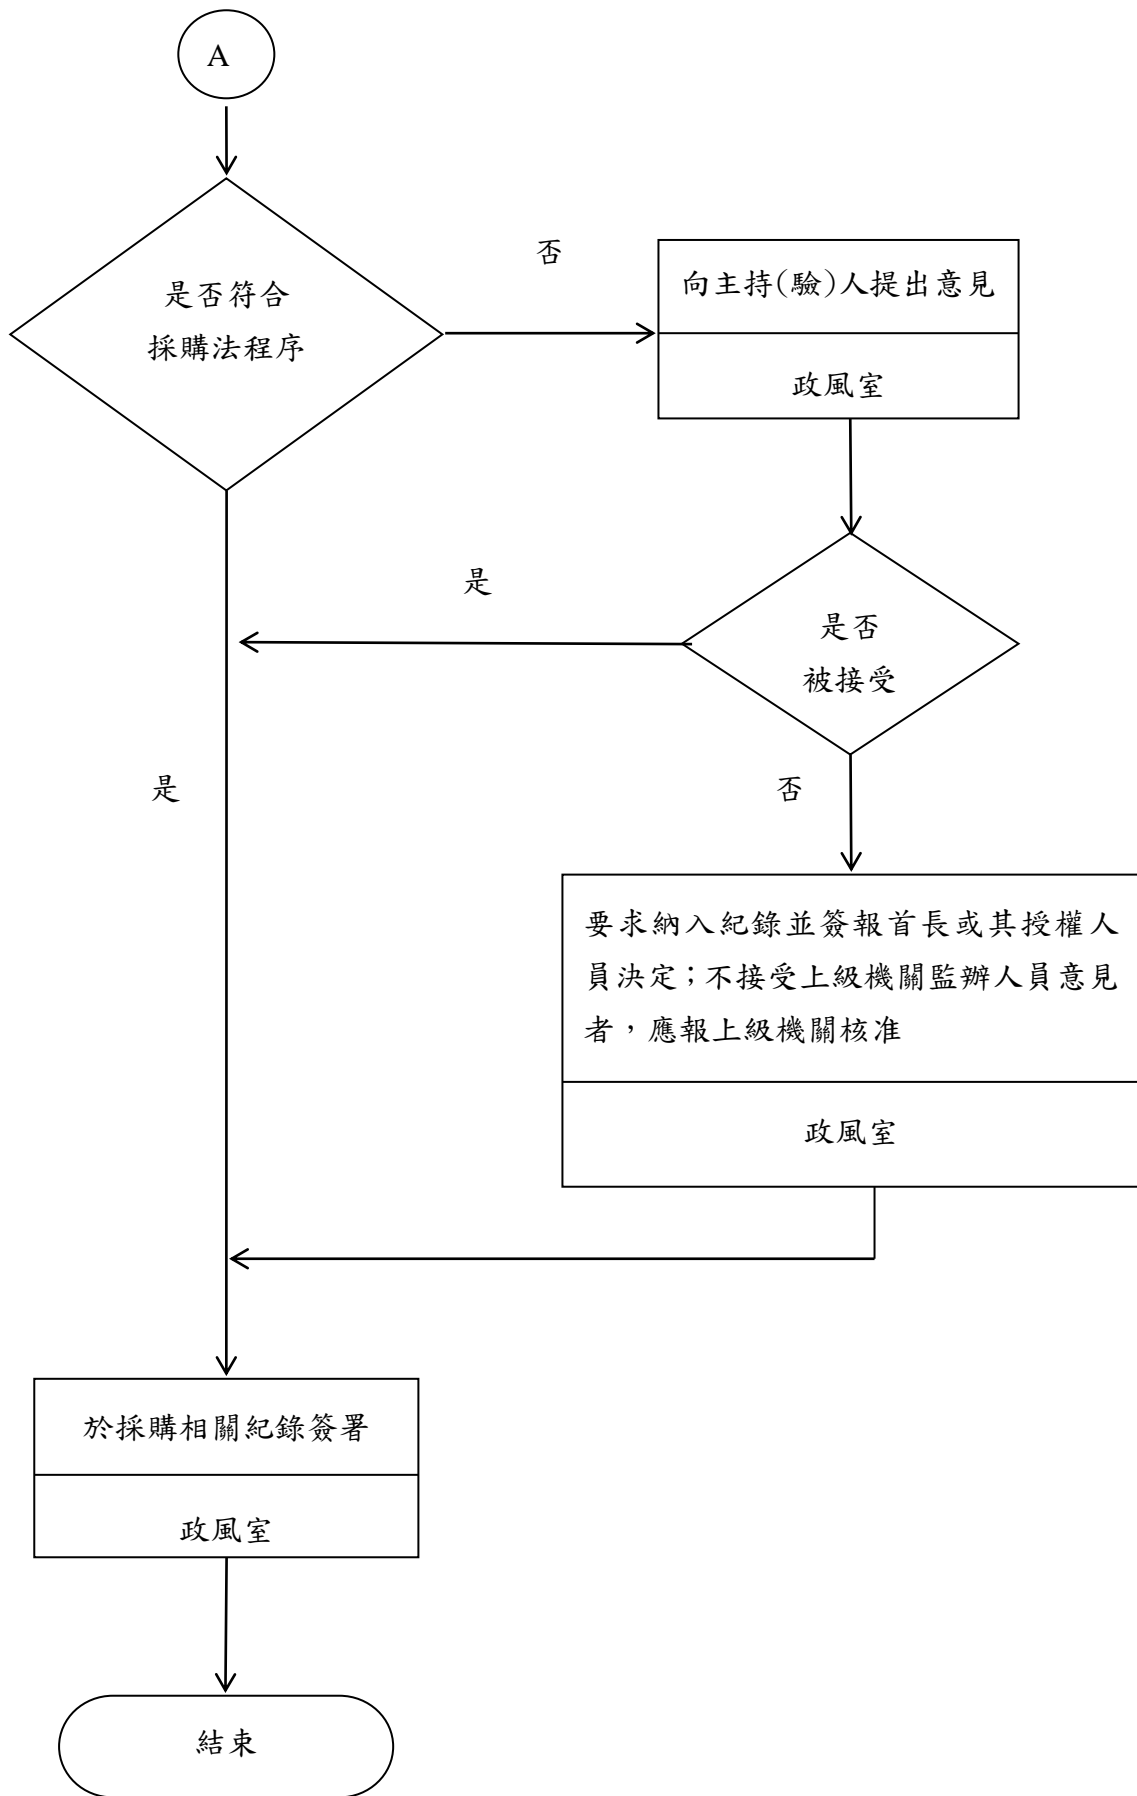 A
是否符合
採購法程序
否
向主持(驗)人提出意見
政風室
是
是否
被接受
是
否
要求納入紀錄並簽報首長或其授權人
員決定；不接受上級機關監辦人員意見
者，應報上級機關核准
政風室
於採購相關紀錄簽署
政風室
結束